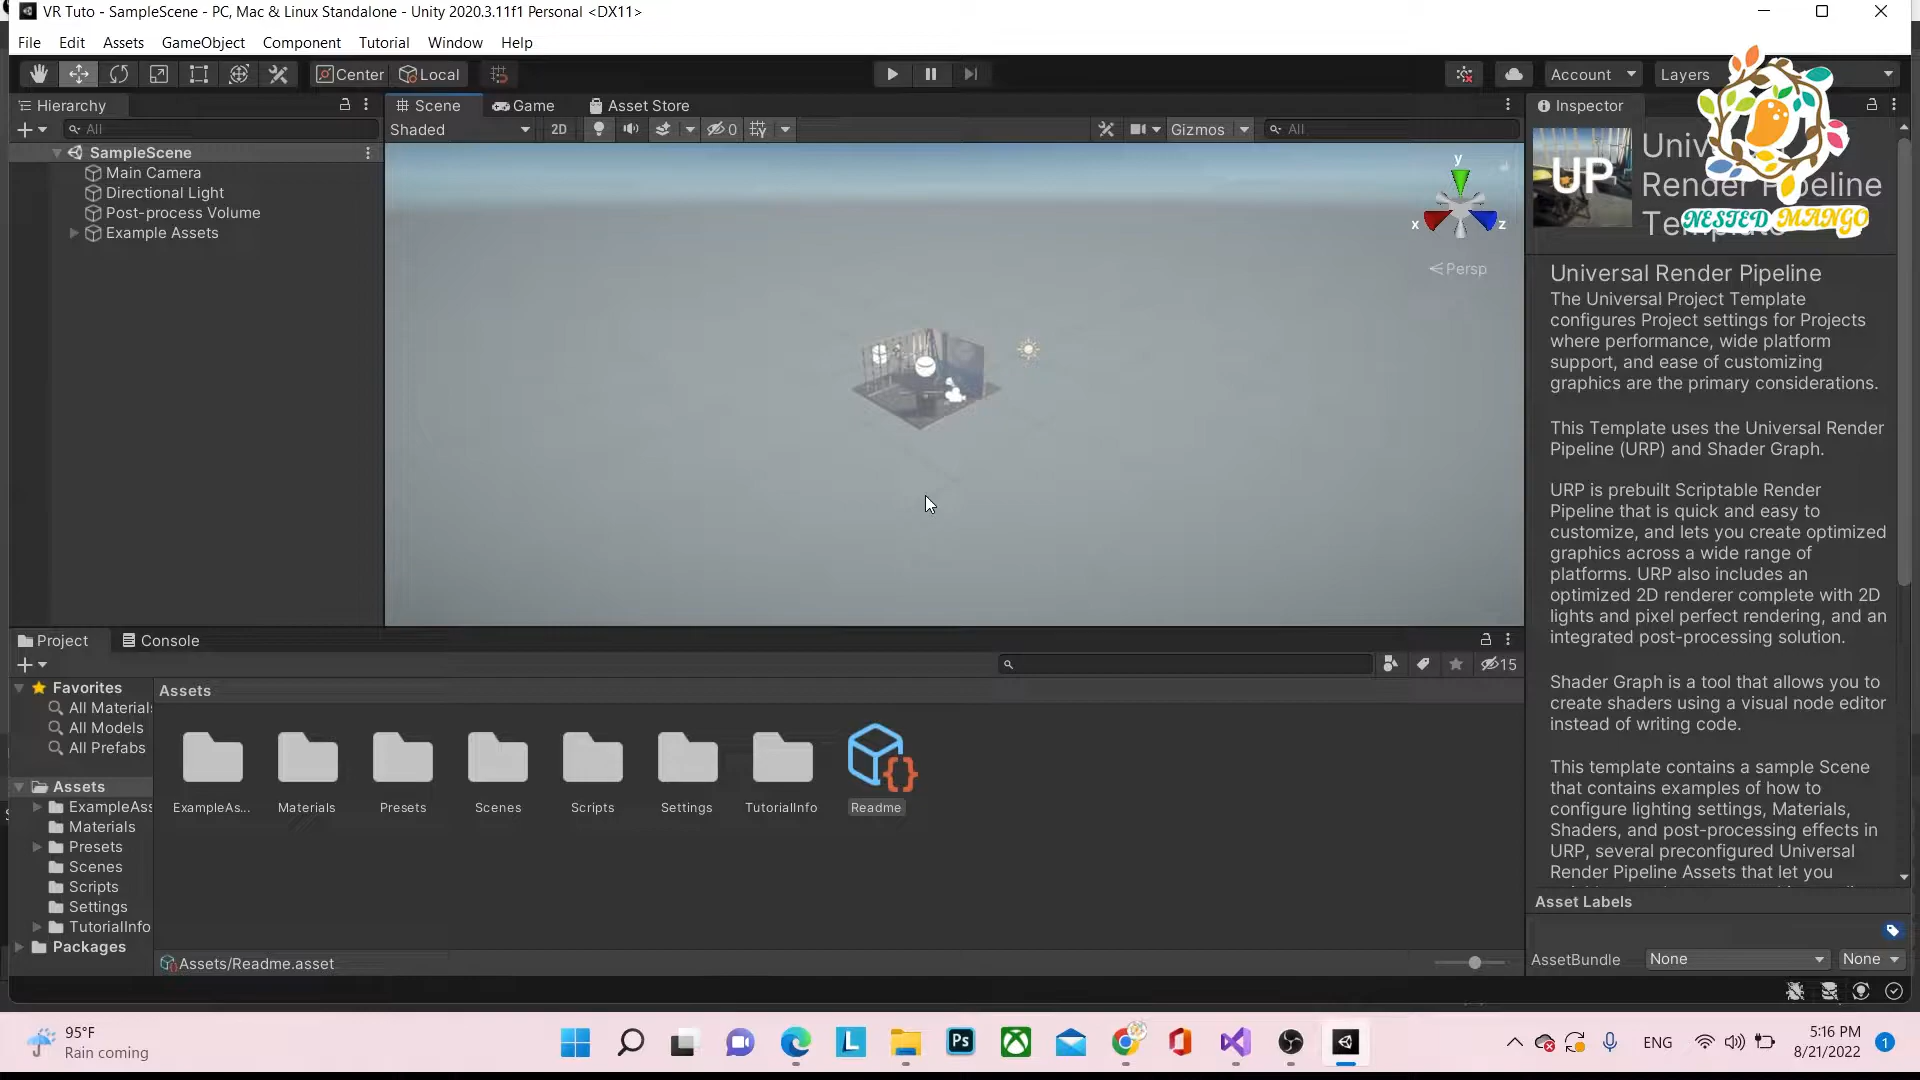 VR Tuto - SampleScene - PC, Mac & Linux Standalone - Unity 2020.3.11f1 Personal <DX11>
File Edit Assets GameObject Component Tutorial Window Help
Center Local Account Layers
Hierarchy
All
SampleScene
Main Camera
Directional Light
Post-process Volume
Example Assets
Scene Game Asset Store
Shaded 2D 0 Gizmos All
y
x z
Persp
Inspector
UP
Render Pipeline
NESTED MANGO
Universal Render Pipeline
The Universal Project Template
configures Project settings for Projects
where performance, wide platform
support, and ease of customizing
graphics are the primary considerations.
This Template uses the Universal Render
Pipeline (URP) and Shader Graph.
URP is prebuilt Scriptable Render
Pipeline that is quick and easy to
customize, and lets you create optimized
graphics across a wide range of
platforms. URP also includes an
optimized 2D renderer complete with 2D
lights and pixel perfect rendering, and an
integrated post-processing solution.
Shader Graph is a tool that allows you to
create shaders using a visual node editor
instead of writing code.
This template contains a sample Scene
that contains examples of how to
configure lighting settings, Materials,
Shaders, and post-processing effects in
URP, several preconfigured Universal
Render Pipeline Assets that let you
Asset Labels
AssetBundle None None
Project Console
15
Favorites
All Materials
All Models
All Prefabs
Assets
ExampleAss
Materials
Presets
Scenes
Scripts
Settings
TutorialInfo
Packages
Assets
ExampleAs... Materials Presets Scenes Scripts Settings TutorialInfo Readme
Assets/Readme.asset
95°F
Rain coming
L Ps
ENG
5:16 PM
8/21/2022
1